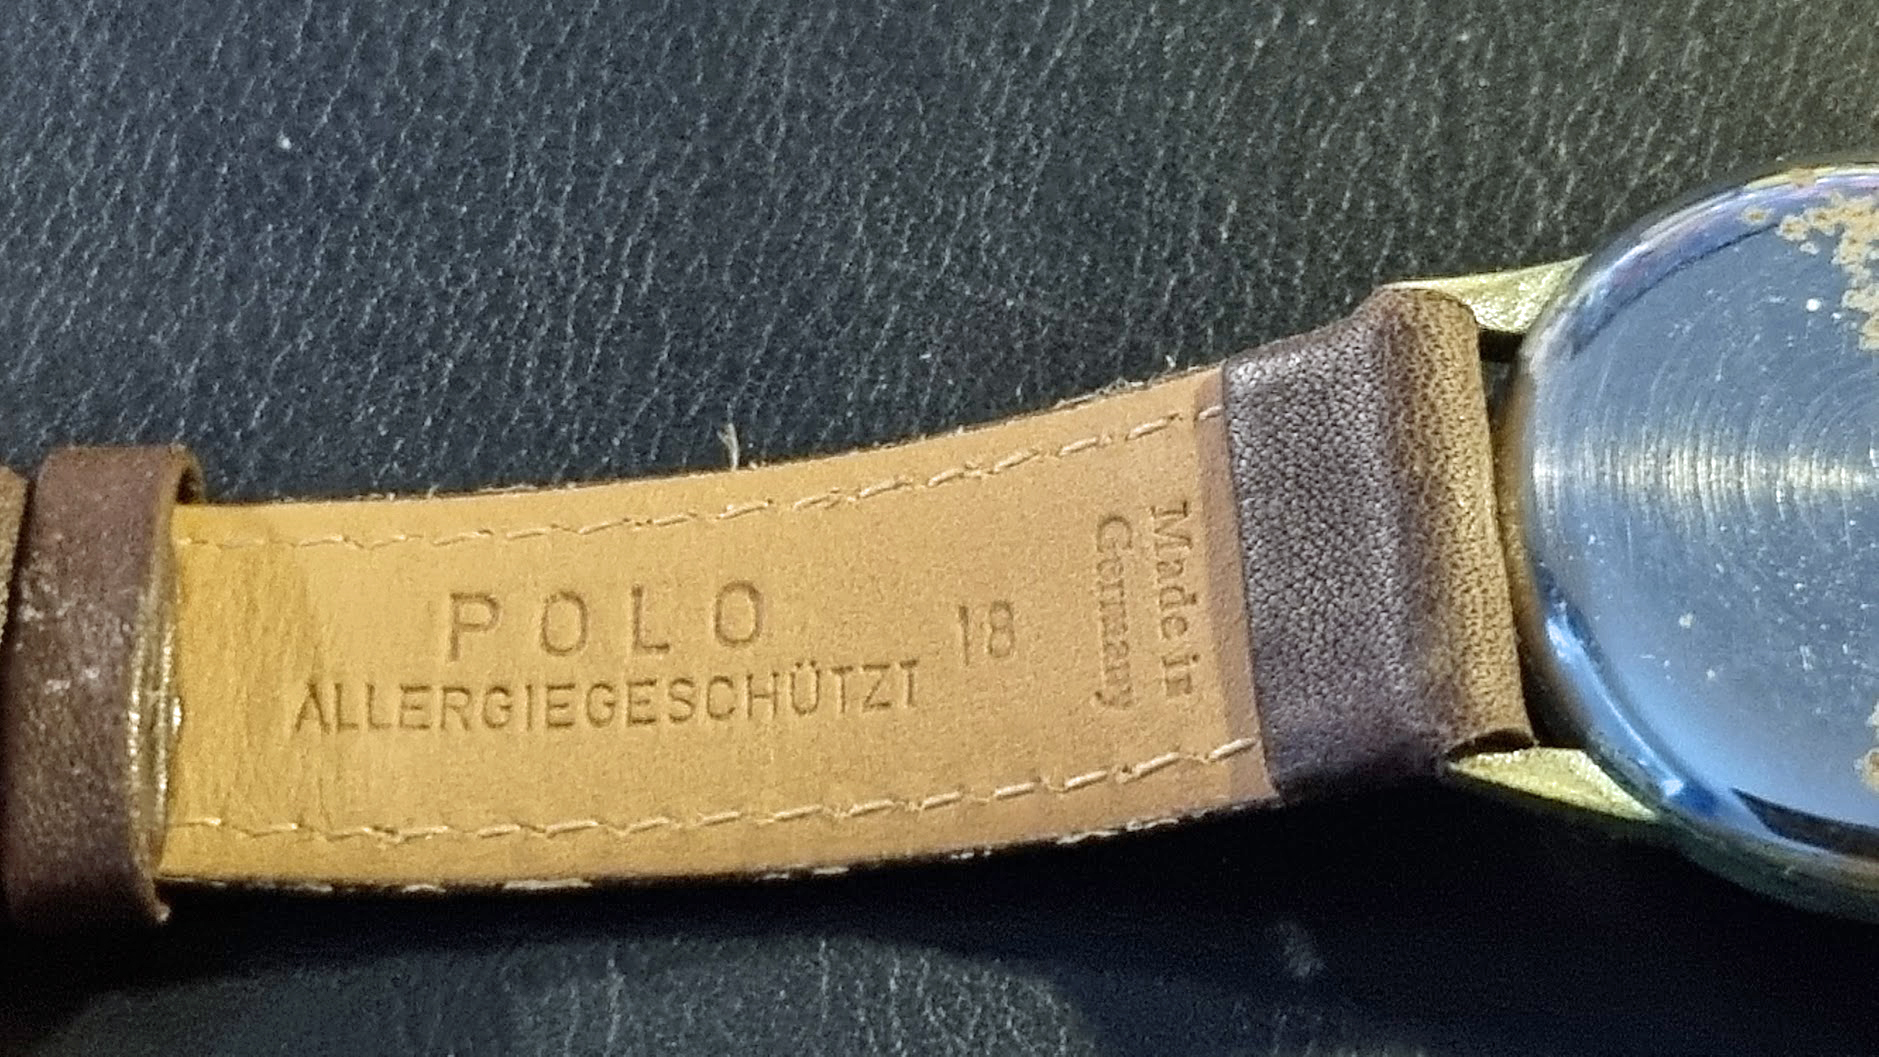 POLO
ALLERGIEGESCHÜTZT
18
Made in
Germany